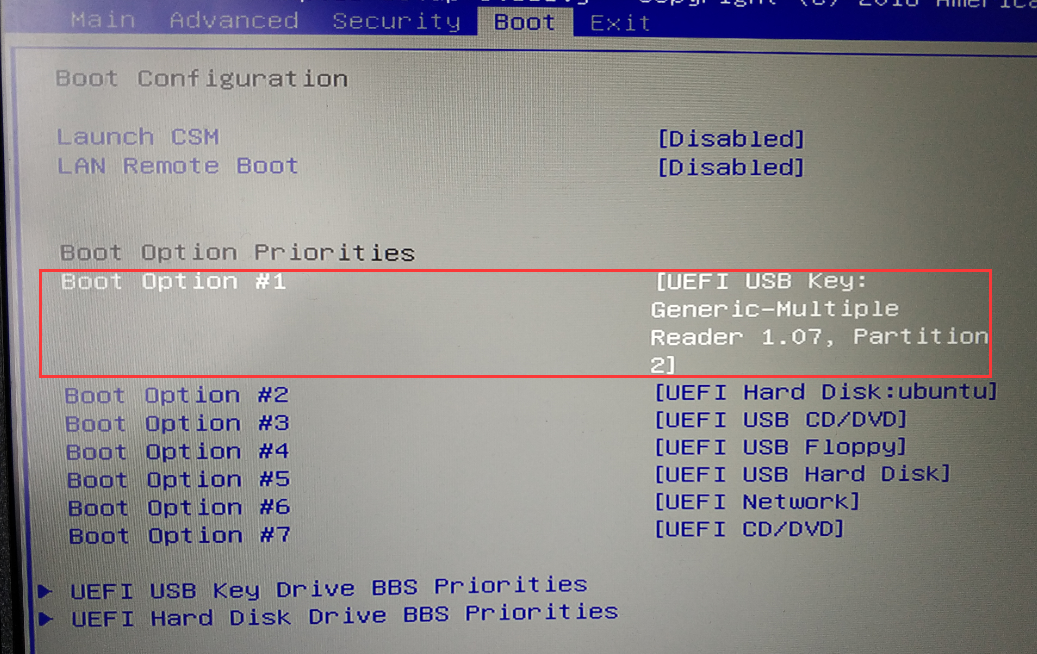 Copyright (C) 2018 America
Main Advanced Security Boot Exit
Boot Configuration
Launch CSM [Disabled]
LAN Remote Boot [Disabled]
Boot Option Priorities
Boot Option #1 [UEFI USB Key:
Generic-Multiple
Reader 1.07, Partition
2]
Boot Option #2 [UEFI Hard Disk:ubuntu]
Boot Option #3 [UEFI USB CD/DVD]
Boot Option #4 [UEFI USB Floppy]
Boot Option #5 [UEFI USB Hard Disk]
Boot Option #6 [UEFI Network]
Boot Option #7 [UEFI CD/DVD]
UEFI USB Key Drive BBS Priorities
UEFI Hard Disk Drive BBS Priorities